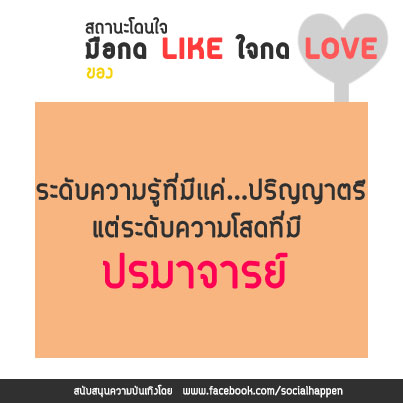 สถานะโดนใจ
มือกด LIKE ใจกด LOVE
ของ
ระดับความรู้ที่มีแค่...ปริญญาตรี
แต่ระดับความโสดที่มี
ปรมาจารย์
สนับสนุนความบันเทิงโดย www.facebook.com/socialhappen